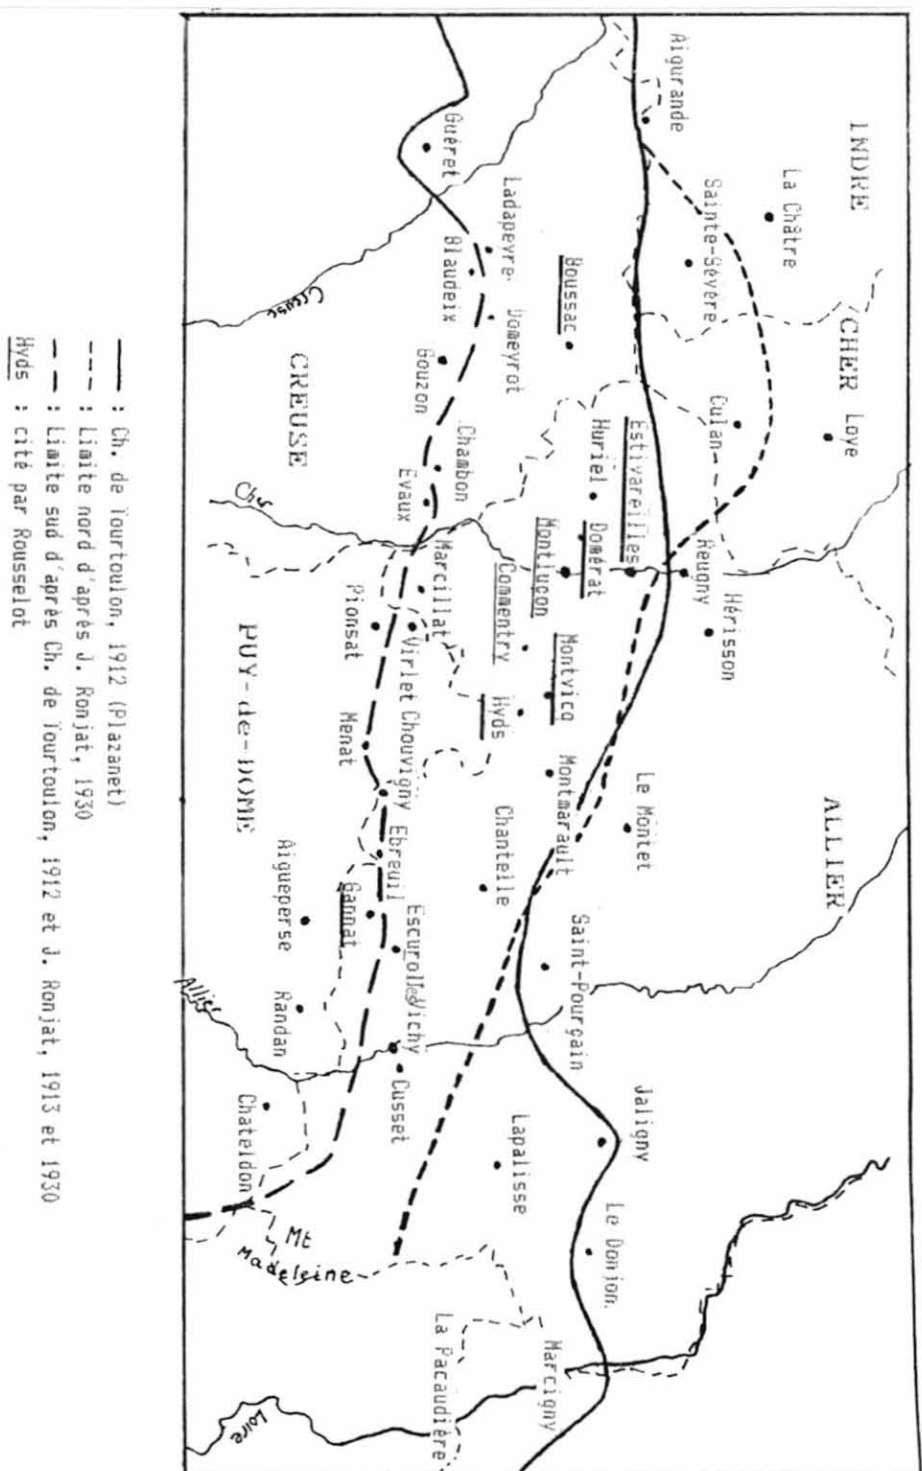 INDRE
CHER
ALLIER
La Châtre
Loye
Aigurande
Sainte-Sévère
Culan
Reugny
Hérisson
Le Montet
Jaligny
Le Donjon
Boussac
Huriel
Estivareilles
Domérat
Montluçon
Montvicq
Montmarault
Saint-Pourçain
Marcigny
Guéret
Ladapeyre
Blaudeix
Domeyrot
Gouzon
Chambon
Evaux
Marcillat
Commentry
Hyds
Chantelle
Lapalisse
La Pacaudière
Virlet
Chouvigny
Pionsat
Menat
Ebreuil
Gannat
Escurolles
Vichy
Cusset
Mt
Madeleine
Creuse
CREUSE
Cher
PUY-de-DOME
Aigueperse
Randan
Allier
Chateldon
Loire
: Ch. de Tourtoulon, 1912 (Plazanet)
: Limite nord d'après J. Ronjat, 1930
: Limite sud d'après Ch. de Tourtoulon, 1912 et J. Ronjat, 1913 et 1930
Hyds : cité par Rousselot